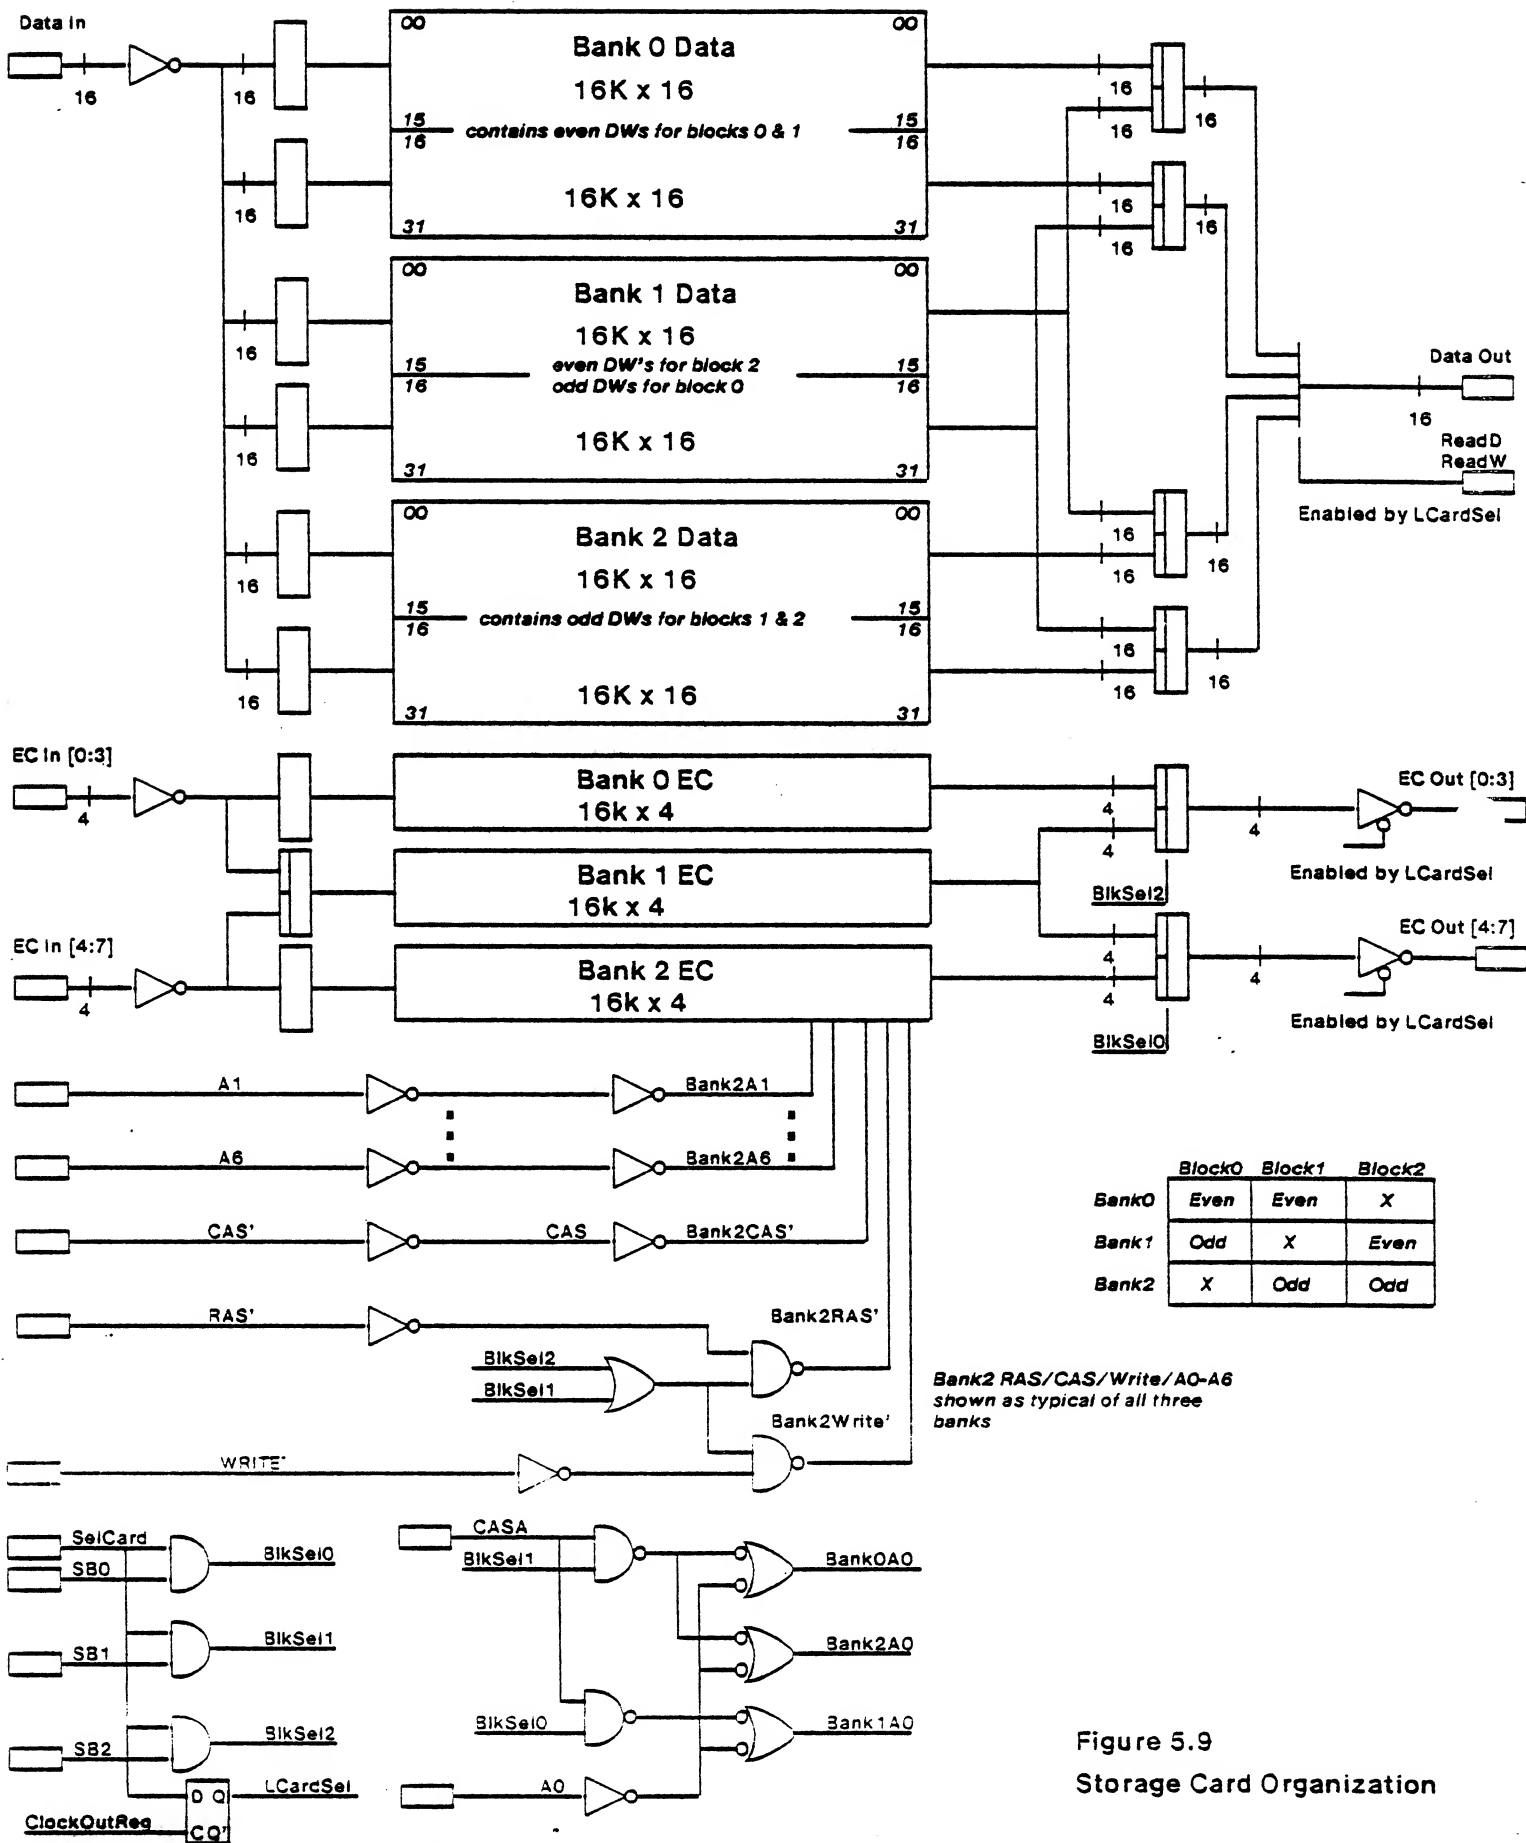 Data In
16
16
00
00
Bank 0 Data
16K x 16
15
16
contains even DWs for blocks 0 & 1
15
16
16K x 16
31
31
16
16
16
16
16
16
16
00
00
Bank 1 Data
16K x 16
15
16
even DW's for block 2
odd DWs for block 0
15
16
16K x 16
31
31
16
16
Data Out
16
ReadD
ReadW
Enabled by LCardSel
00
00
Bank 2 Data
16K x 16
15
16
contains odd DWs for blocks 1 & 2
15
16
16K x 16
31
31
16
16
16
16
16
16
16
16
EC In [0:3]
4
Bank 0 EC
16k x 4
4
4
4
EC Out [0:3]
Enabled by LCardSel
BlkSel2
Bank 1 EC
16k x 4
EC In [4:7]
4
Bank 2 EC
16k x 4
4
4
4
EC Out [4:7]
Enabled by LCardSel
BlkSel0
A1
Bank2A1
A6
Bank2A6
CAS'
CAS
Bank2CAS'
RAS'
Bank2RAS'
BlkSel2
BlkSel1
Bank2Write'
WRITE'
Block0 Block1 Block2
Bank0 Even Even X
Bank1 Odd X Even
Bank2 X Odd Odd
Bank2 RAS/CAS/Write/A0-A6
shown as typical of all three
banks
SelCard
SB0
BlkSel0
SB1
BlkSel1
SB2
BlkSel2
D Q
LCardSel
ClockOutReg
C Q'
CASA
BlkSel1
Bank0A0
Bank2A0
BlkSel0
Bank1A0
A0
Figure 5.9
Storage Card Organization